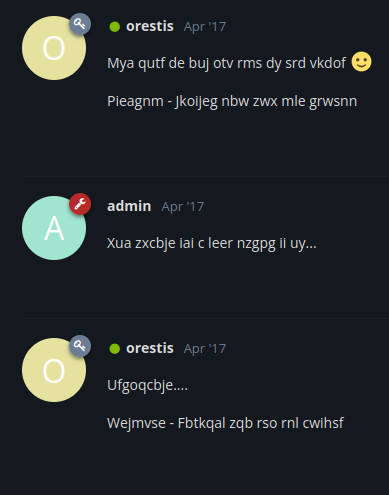 O
orestis Apr '17
Mya qutf de buj otv rms dy srd vkdof 🙂
Pieagnm - Jkoijeg nbw zwx mle grwsnn
A
admin Apr '17
Xua zxcbje iai c leer nzgpg ii uy...
O
orestis Apr '17
Ufgoqcbje....
Wejmvse - Fbtkqal zqb rso rnl cwihsf